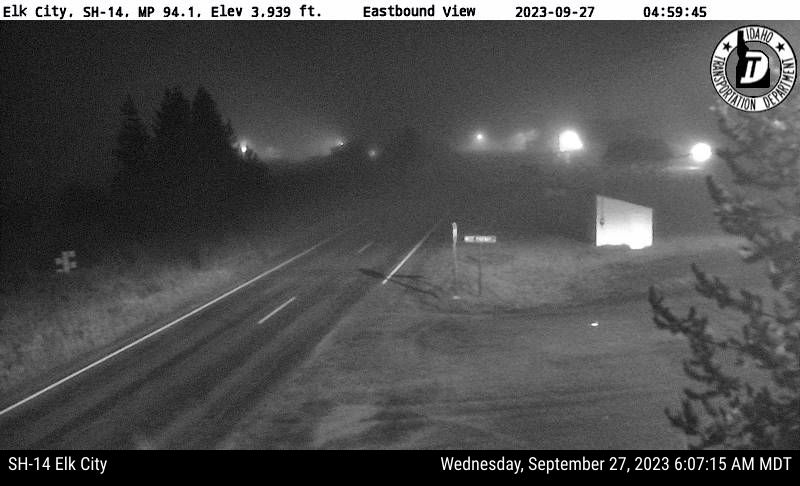 Elk City, SH-14, MP 94.1, Elev 3,939 ft. Eastbound View 2023-09-27 04:59:45
IDAHO
TRANSPORTATION DEPARTMENT
SH-14 Elk City Wednesday, September 27, 2023 6:07:15 AM MDT